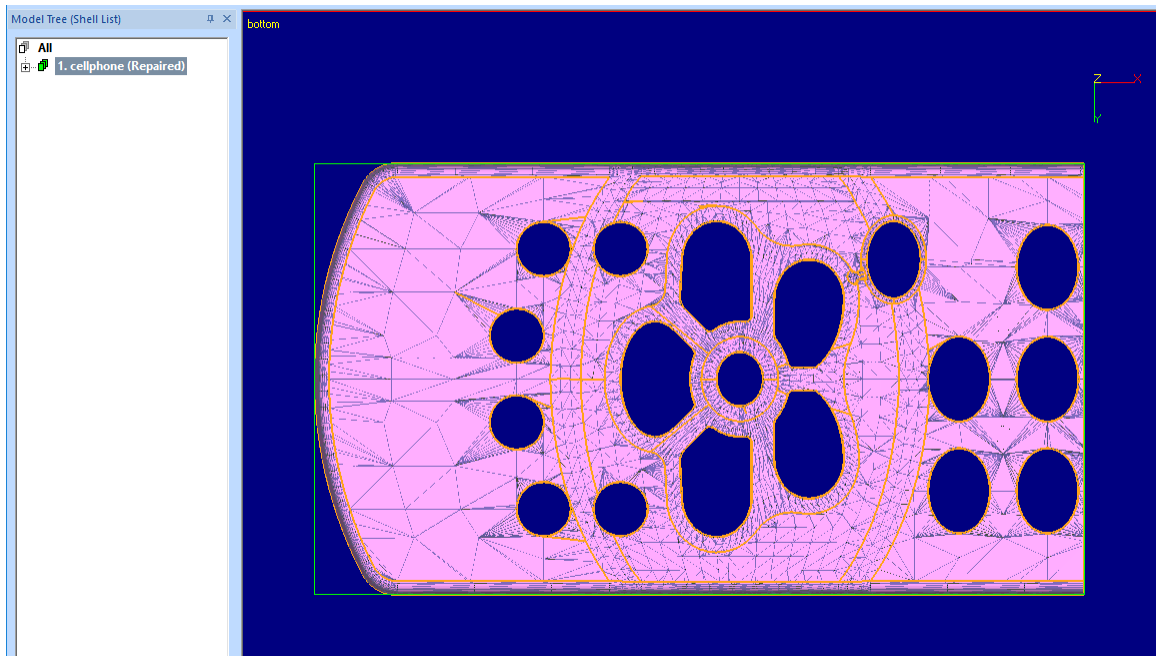 Model Tree (Shell List)
All
1. cellphone (Repaired)
bottom
Z
X
Y